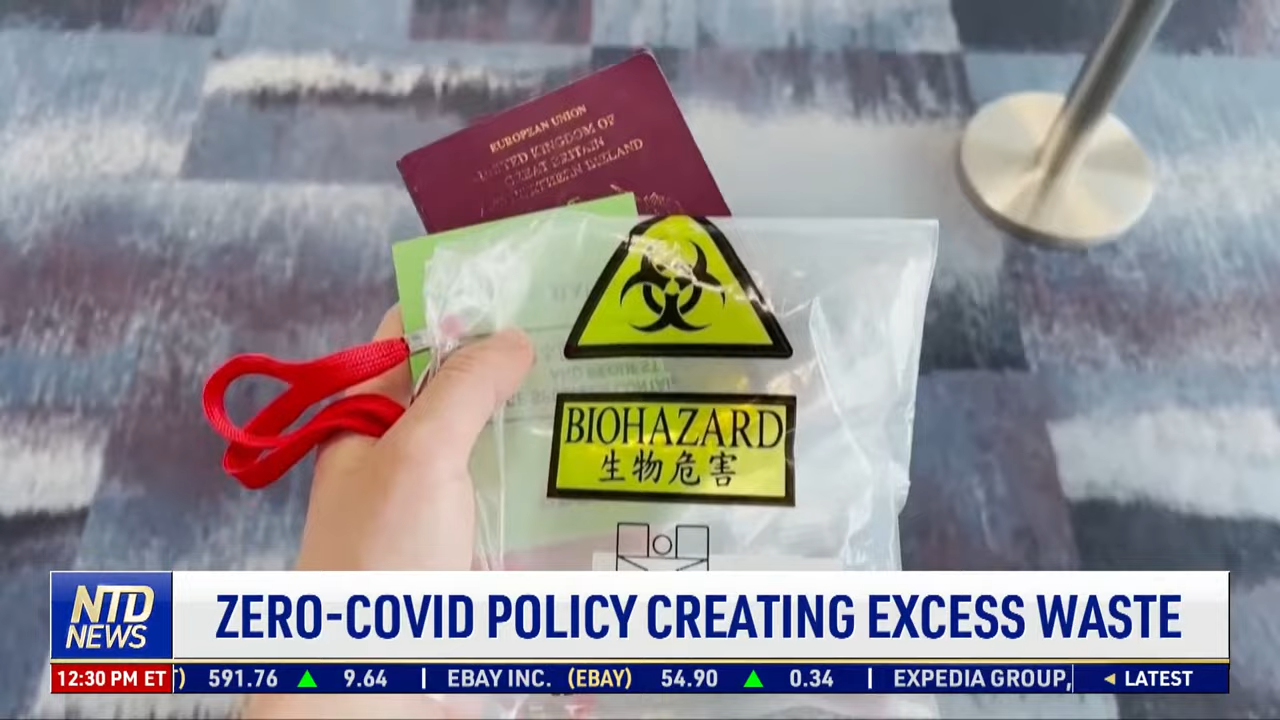 EUROPEAN UNION
UNITED KINGDOM OF
GREAT BRITAIN
NORTHERN IRELAND
BIOHAZARD
生物危害
NTD
NEWS
ZERO-COVID POLICY CREATING EXCESS WASTE
12:30 PM ET
) 591.76 ▲ 9.64 | EBAY INC. (EBAY) 54.90 ▲ 0.34 | EXPEDIA GROUP,
◄ LATEST